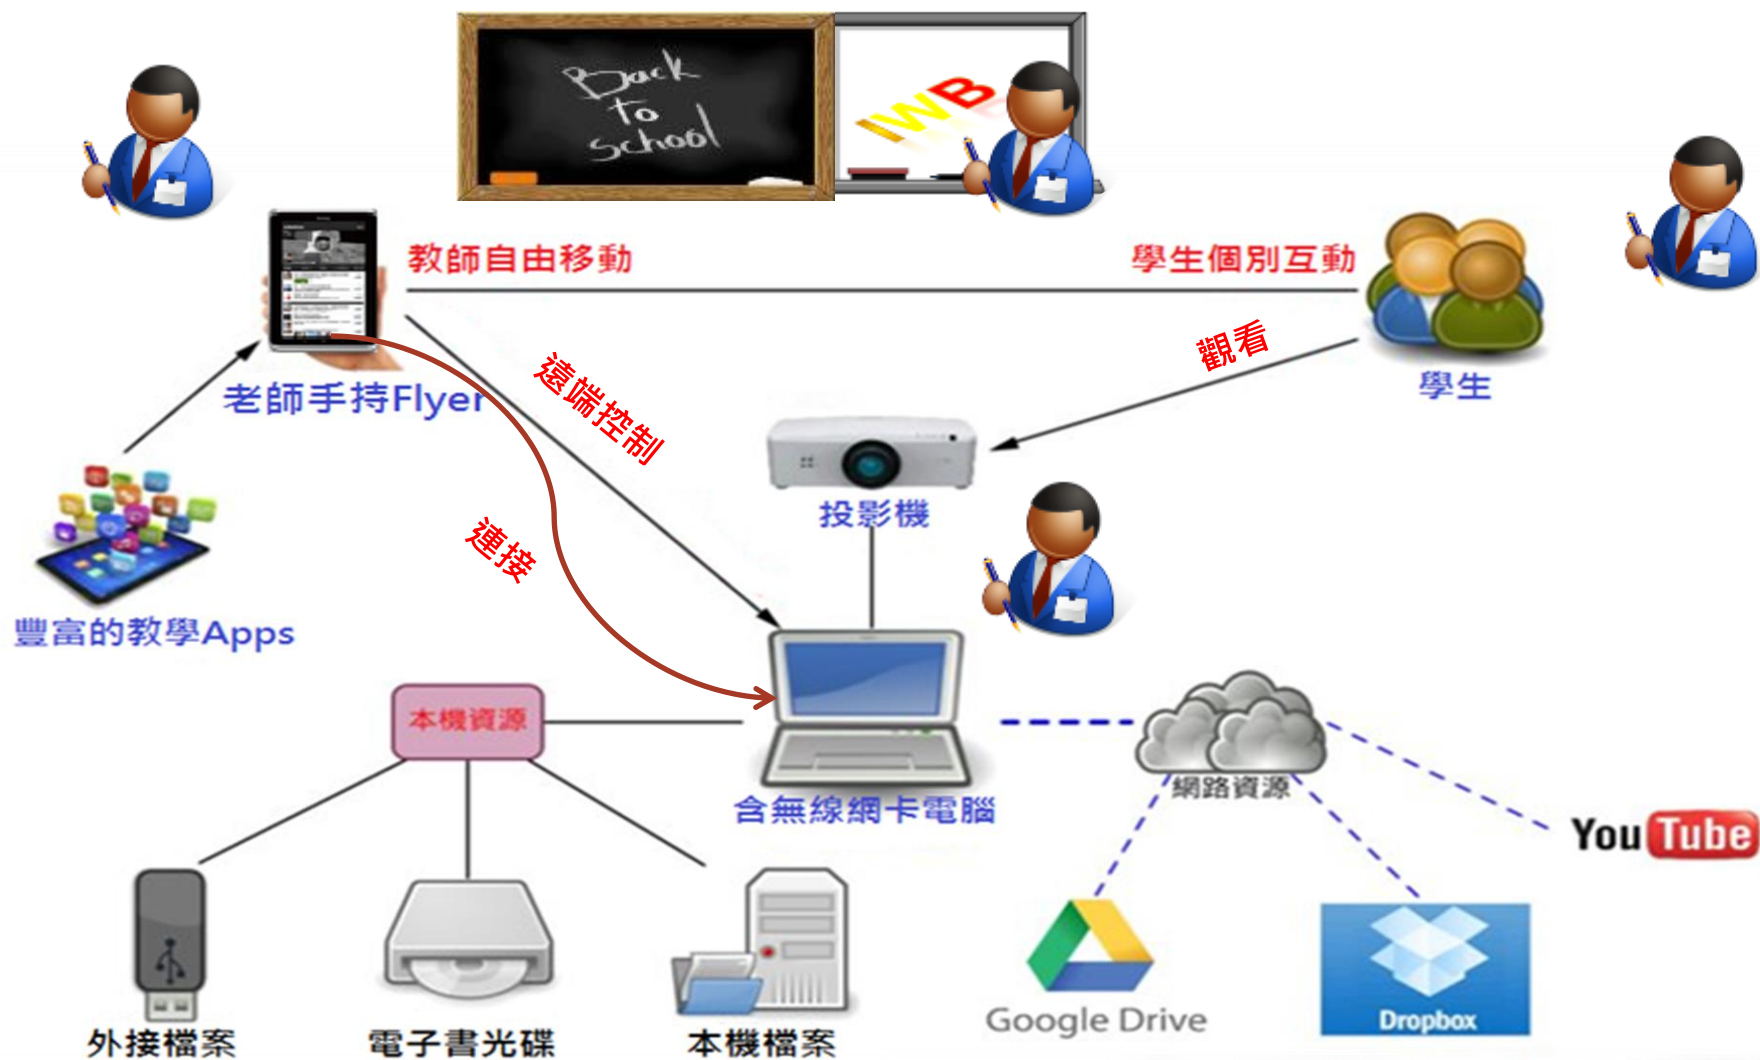 Back
to
school
IWB
教師自由移動
學生個別互動
觀看
學生
老師手持Flyer
遠端控制
投影機
連接
豐富的教學Apps
本機資源
含無線網卡電腦
網路資源
YouTube
外接檔案
電子書光碟
本機檔案
Google Drive
Dropbox